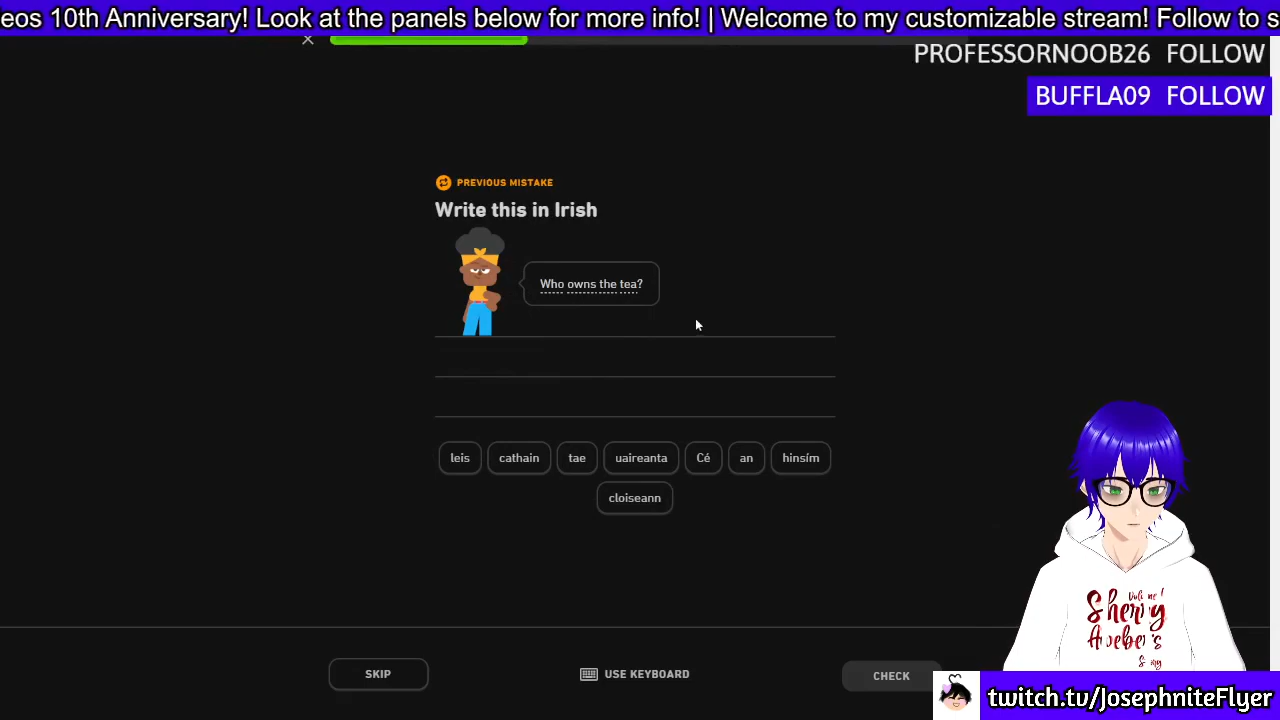 eos 10th Anniversary! Look at the panels below for more info! | Welcome to my customizable stream! Follow to s
PROFESSORNOOB26 FOLLOW
BUFFLA09 FOLLOW
PREVIOUS MISTAKE
Write this in Irish
Who owns the tea?
leis cathain tae uaireanta Cé an hinsím
cloiseann
Sherry
SKIP
USE KEYBOARD
CHECK
twitch.tv/JosephniteFlyer